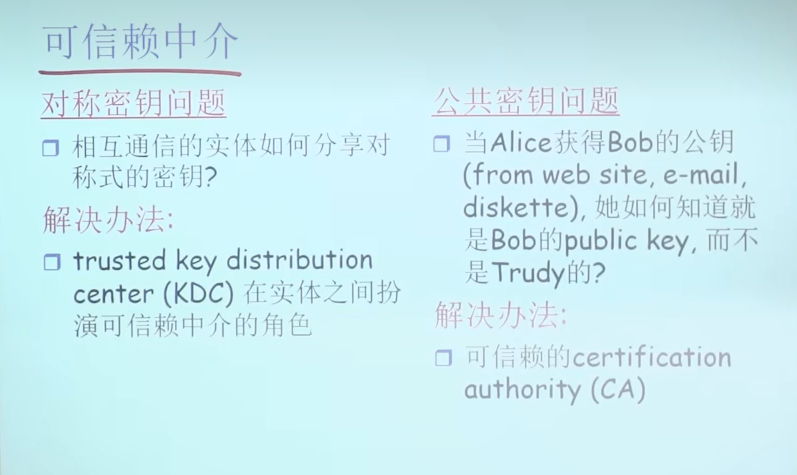 可信赖中介
对称密钥问题
相互通信的实体如何分享对
称式的密钥?
解决办法:
trusted key distribution
center (KDC) 在实体之间扮
演可信赖中介的角色
公共密钥问题
当Alice获得Bob的公钥
(from web site, e-mail,
diskette), 她如何知道就
是Bob的public key, 而不
是Trudy的?
解决办法:
可信赖的certification
authority (CA)